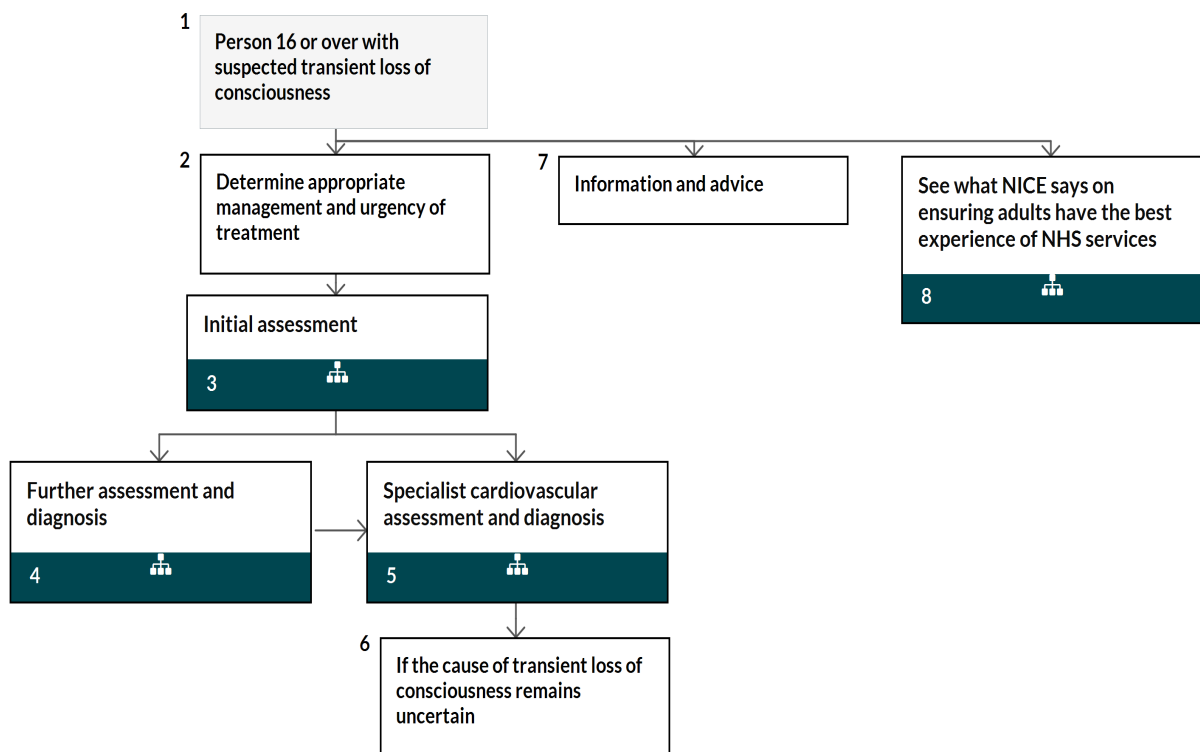 1
Person 16 or over with
suspected transient loss of
consciousness
2
Determine appropriate
management and urgency of
treatment
7
Information and advice
See what NICE says on
ensuring adults have the best
experience of NHS services
8
Initial assessment
3
Further assessment and
diagnosis
4
Specialist cardiovascular
assessment and diagnosis
5
6
If the cause of transient loss of
consciousness remains
uncertain